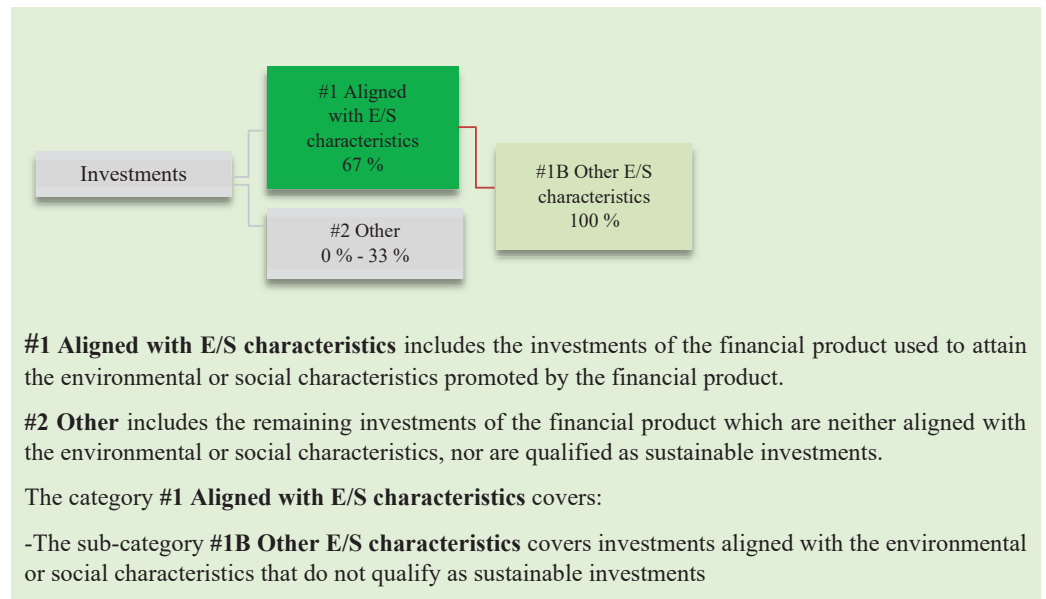 #1 Aligned
with E/S
characteristics
67 %
Investments
#1B Other E/S
characteristics
100 %
#2 Other
0 % - 33 %
#1 Aligned with E/S characteristics includes the investments of the financial product used to attain
the environmental or social characteristics promoted by the financial product.
#2 Other includes the remaining investments of the financial product which are neither aligned with
the environmental or social characteristics, nor are qualified as sustainable investments.
The category #1 Aligned with E/S characteristics covers:
-The sub-category #1B Other E/S characteristics covers investments aligned with the environmental
or social characteristics that do not qualify as sustainable investments